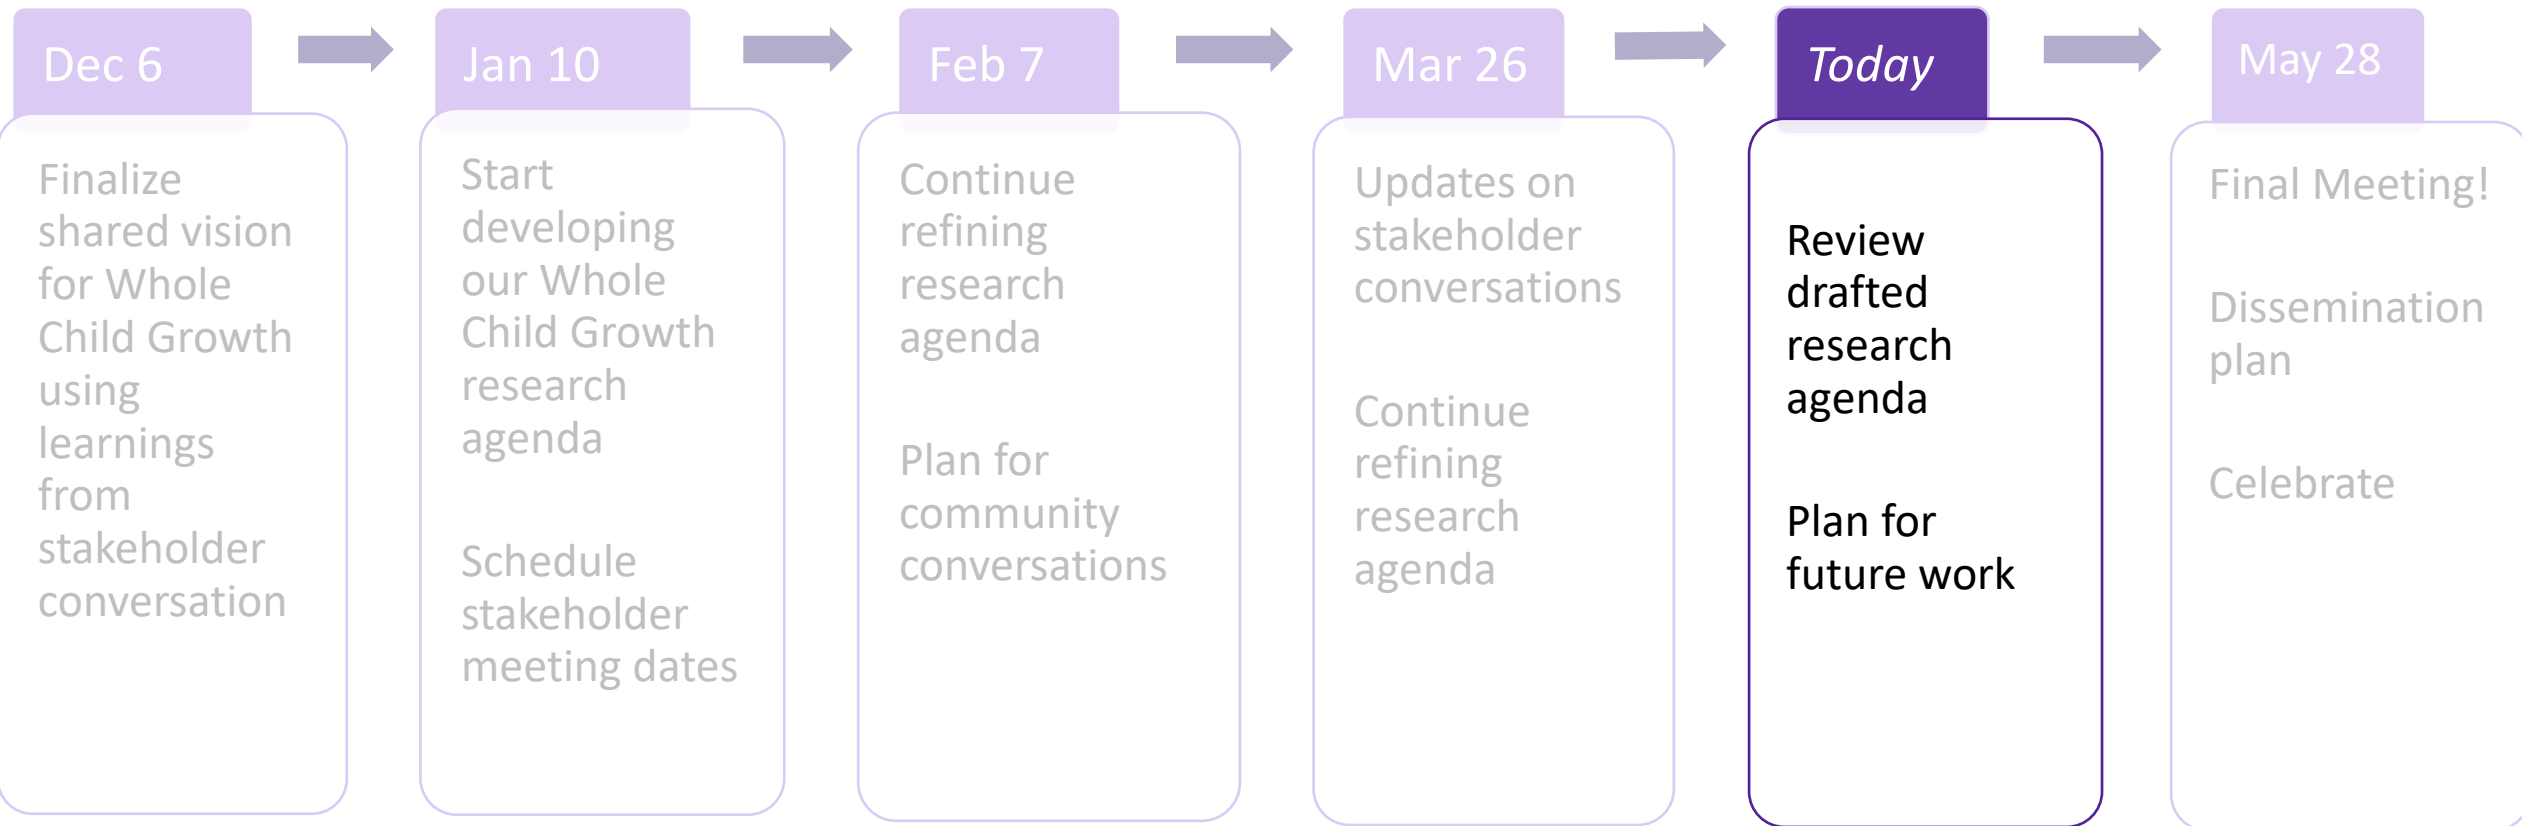 Dec 6
Finalize
shared vision
for Whole
Child Growth
using
learnings
from
stakeholder
conversation
Jan 10
Start
developing
our Whole
Child Growth
research
agenda
Schedule
stakeholder
meeting dates
Feb 7
Continue
refining
research
agenda
Plan for
community
conversations
Mar 26
Updates on
stakeholder
conversations
Continue
refining
research
agenda
Today
Review
drafted
research
agenda
Plan for
future work
May 28
Final Meeting!
Dissemination
plan
Celebrate